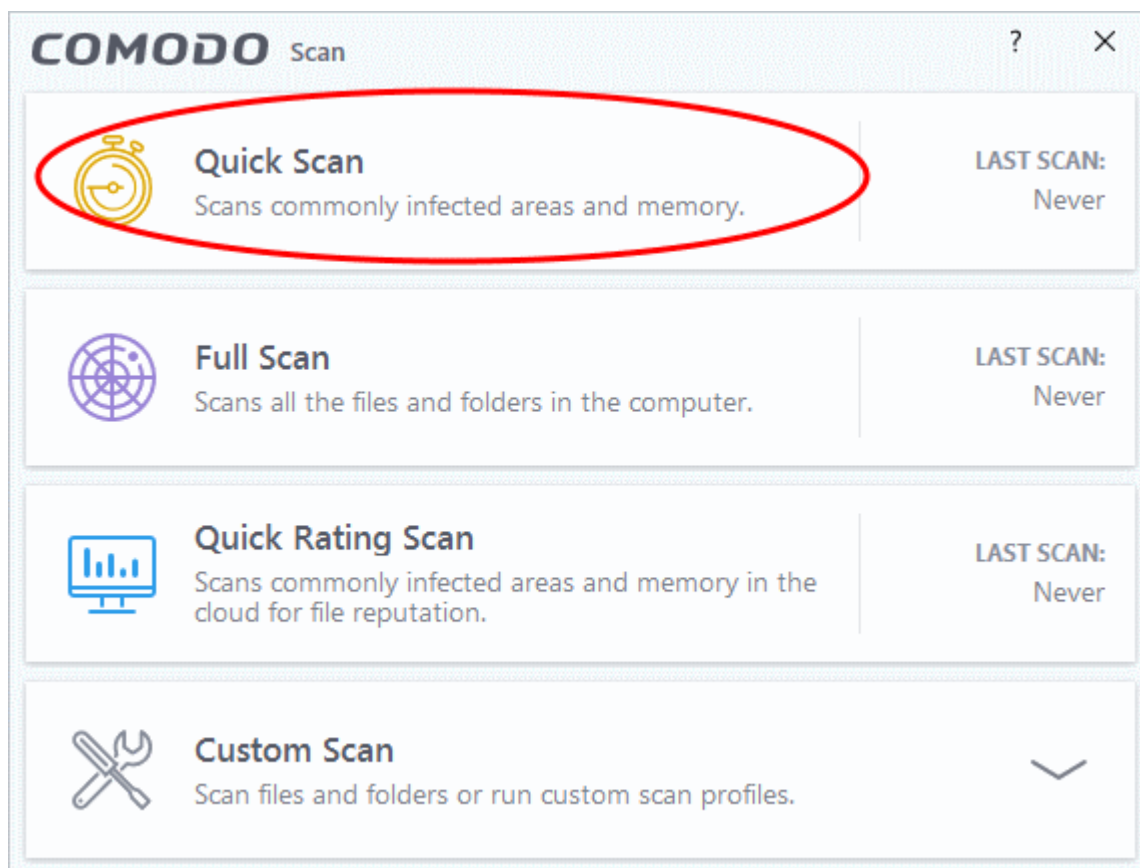 COMODO Scan ?
Quick Scan
Scans commonly infected areas and memory.
LAST SCAN:
Never
Full Scan
Scans all the files and folders in the computer.
LAST SCAN:
Never
Quick Rating Scan
Scans commonly infected areas and memory in the
cloud for file reputation.
LAST SCAN:
Never
Custom Scan
Scan files and folders or run custom scan profiles.